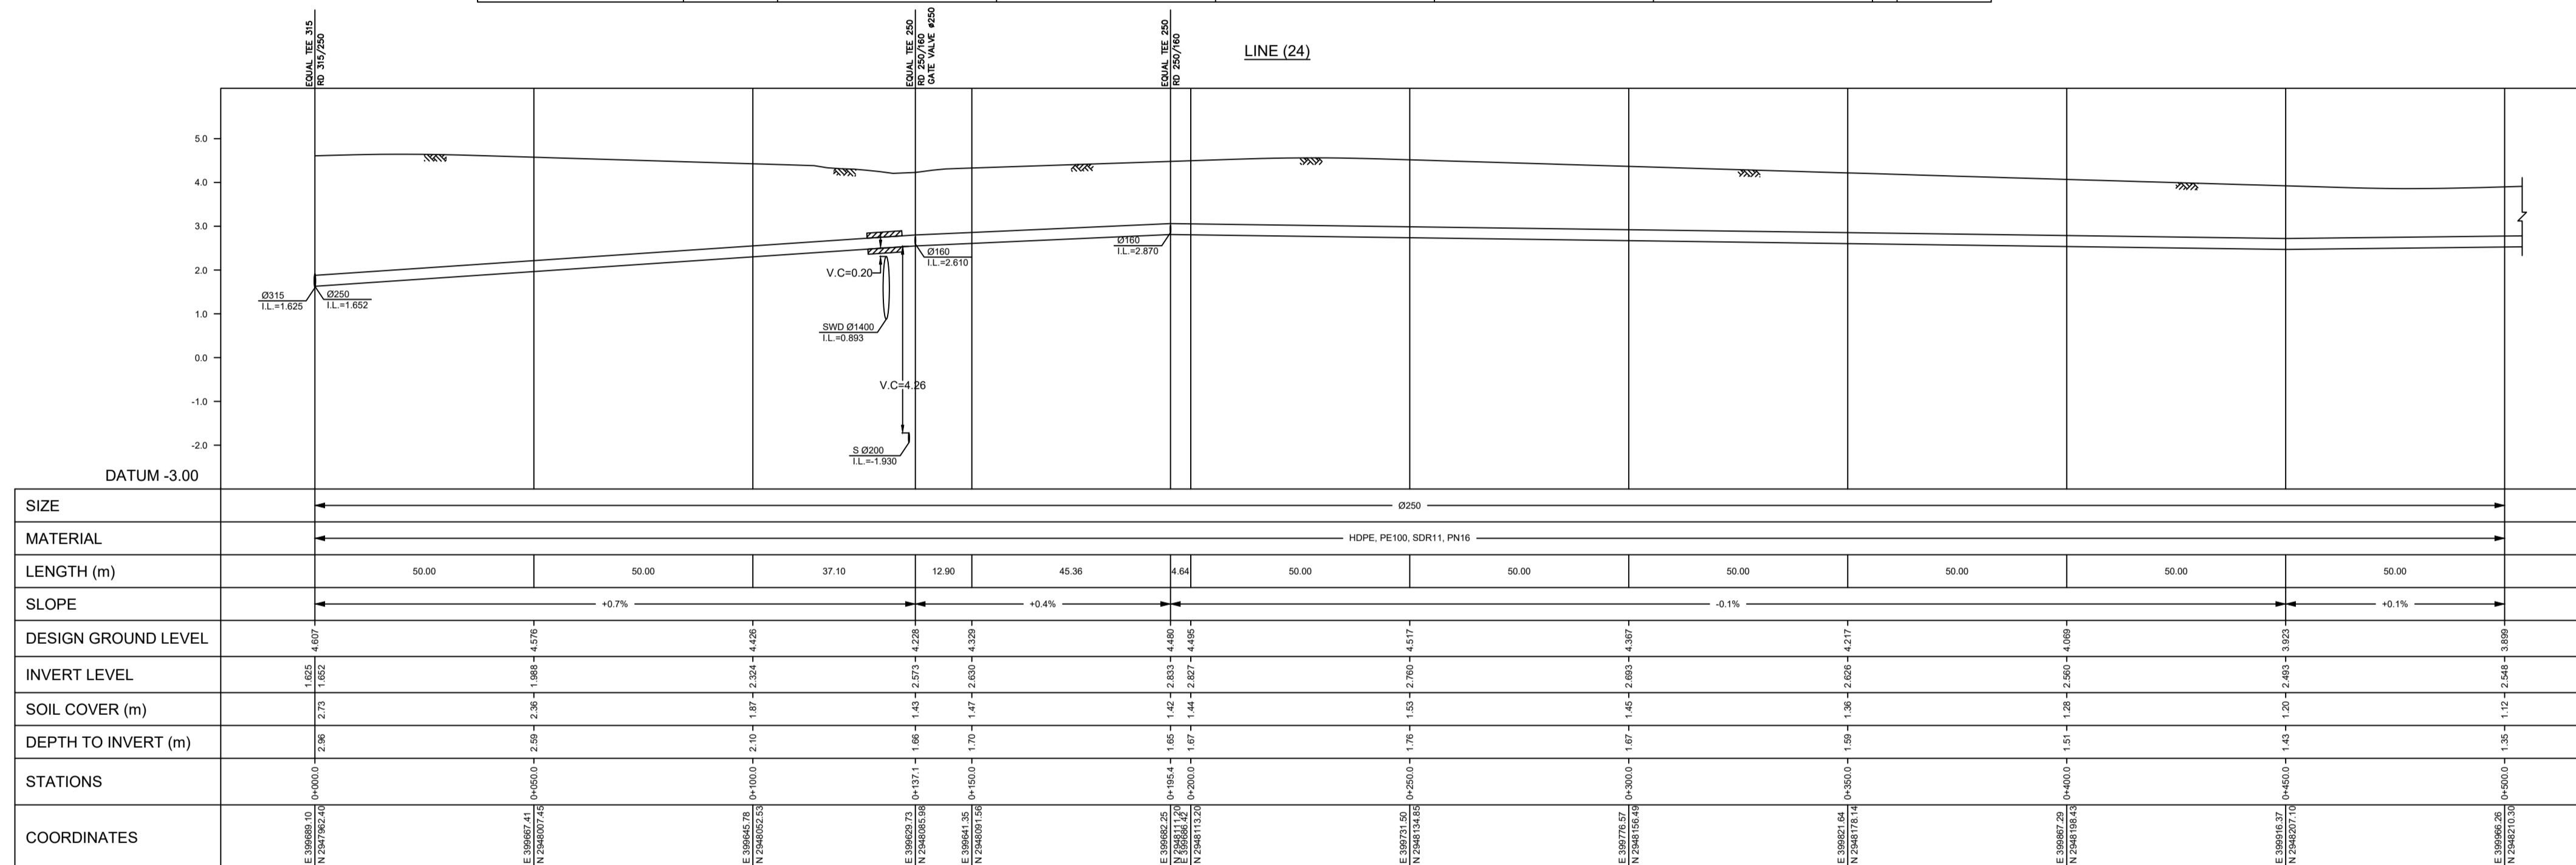 LINE (24)
EQUAL TEE 315
RD 315/250
EQUAL TEE 250
RD 250/160
GATE VALVE ø250
EQUAL TEE 250
RD 250/160
5.0
4.0
3.0
2.0
1.0
0.0
-1.0
-2.0
DATUM -3.00
Ø315
I.L.=1.625
Ø250
I.L.=1.652
V.C=0.20
SWD Ø1400
I.L.=0.893
V.C=4.26
S Ø200
I.L.=-1.930
Ø160
I.L.=2.610
Ø160
I.L.=2.870
SIZE Ø250
MATERIAL HDPE, PE100, SDR11, PN16
LENGTH (m) 50.00 50.00 37.10 12.90 45.36 4.64 50.00 50.00 50.00 50.00 50.00 50.00
SLOPE +0.7% +0.4% -0.1% +0.1%
DESIGN GROUND LEVEL 4.607 4.576 4.426 4.228 4.329 4.480 4.495 4.517 4.367 4.217 4.069 3.923 3.899
INVERT LEVEL 1.625 1.652 1.988 2.324 2.573 2.630 2.833 2.827 2.760 2.693 2.626 2.560 2.493 2.548
SOIL COVER (m) 2.73 2.36 1.87 1.43 1.47 1.42 1.44 1.53 1.45 1.36 1.28 1.20 1.12
DEPTH TO INVERT (m) 2.96 2.59 2.10 1.66 1.70 1.65 1.67 1.76 1.67 1.59 1.51 1.43 1.35
STATIONS 0+000.0 0+050.0 0+100.0 0+137.1 0+150.0 0+195.4 0+200.0 0+250.0 0+300.0 0+350.0 0+400.0 0+450.0 0+500.0
COORDINATES
E 399689.10
N 2947962.40
E 399667.41
N 2948007.45
E 399645.78
N 2948052.53
E 399629.73
N 2948085.98
E 399641.35
N 2948091.56
E 399682.25
N 2948111.20
E 399686.42
N 2948113.20
E 399731.50
N 2948134.85
E 399776.57
N 2948156.49
E 399821.64
N 2948178.14
E 399867.29
N 2948198.43
E 399916.37
N 2948207.10
E 399966.26
N 2948210.30